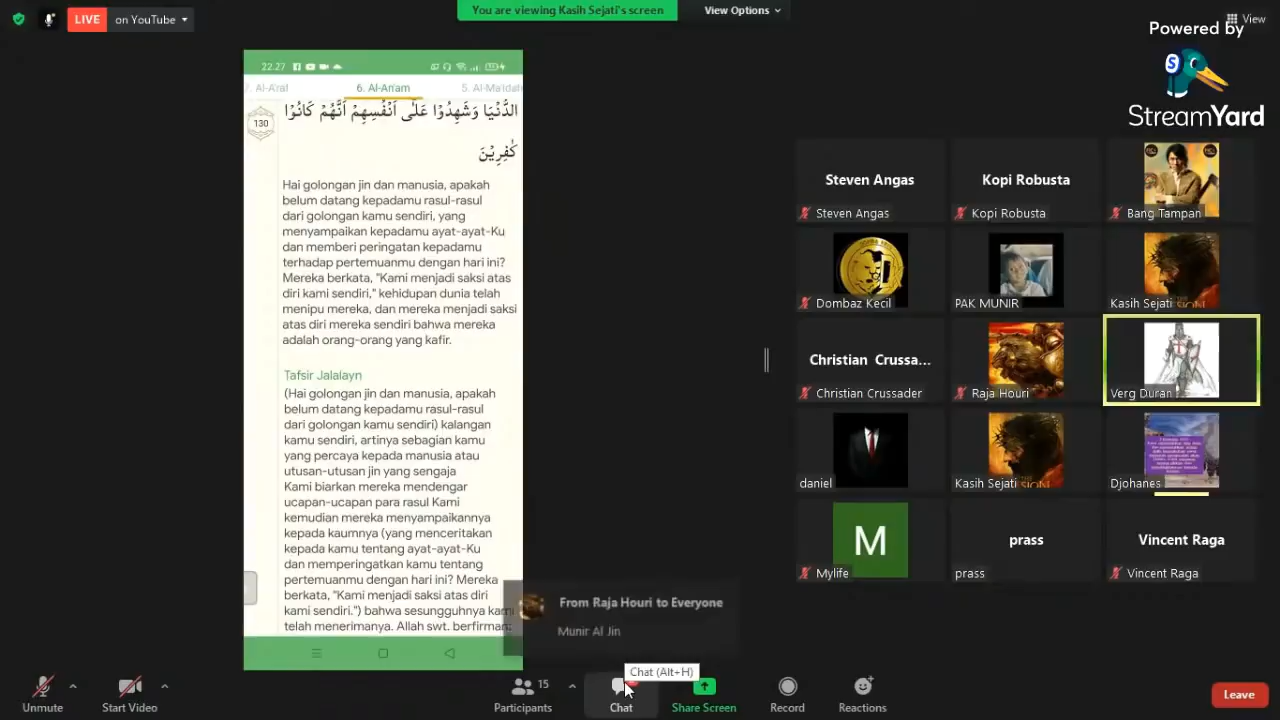 You are viewing Kasih Sejati's screen
View Options
LIVE
on YouTube
View
Powered by
StreamYard
22.27
6. Al-An'am
5. Al-Ma'idah
الدُّنْيَا وَشَهِدُوْا عَلٰٓى اَنْفُسِهِمْ اَنَّهُمْ كَانُوْا
130
كٰفِرِيْنَ
Hai golongan jin dan manusia, apakah
belum datang kepadamu rasul-rasul
dari golongan kamu sendiri, yang
menyampaikan kepadamu ayat-ayat-Ku
dan memberi peringatan kepadamu
terhadap pertemuanmu dengan hari ini?
Mereka berkata, "Kami menjadi saksi atas
diri kami sendiri," kehidupan dunia telah
menipu mereka, dan mereka menjadi saksi
atas diri mereka sendiri bahwa mereka
adalah orang-orang yang kafir.
Tafsir Jalalayn
(Hai golongan jin dan manusia, apakah
belum datang kepadamu rasul-rasul
dari golongan kamu sendiri) kalangan
kamu sendiri, artinya sebagian kamu
yang percaya kepada manusia atau
utusan-utusan jin yang sengaja
Kami biarkan mereka mendengar
ucapan-ucapan para rasul Kami
kemudian mereka menyampaikannya
kepada kaumnya (yang menceritakan
kepada kamu tentang ayat-ayat-Ku
dan memperingatkan kamu tentang
pertemuanmu dengan hari ini? Mereka
berkata, "Kami menjadi saksi atas diri
kami sendiri.") bahwa sesungguhnya kami
telah menerimanya. Allah swt. berfirman:
Steven Angas
Steven Angas
Kopi Robusta
Kopi Robusta
Bang Tampan
Dombaz Kecil
PAK MUNIR
Kasih Sejati
Christian Crussa...
Christian Crussader
Raja Houri
Verg Duran
daniel
Kasih Sejati
Djohanes
M
Mylife
prass
prass
Vincent Raga
Vincent Raga
From Raja Houri to Everyone
Munir Al Jin
Chat (Alt+H)
Unmute
Start Video
15
Participants
Chat
Share Screen
Record
Reactions
Leave